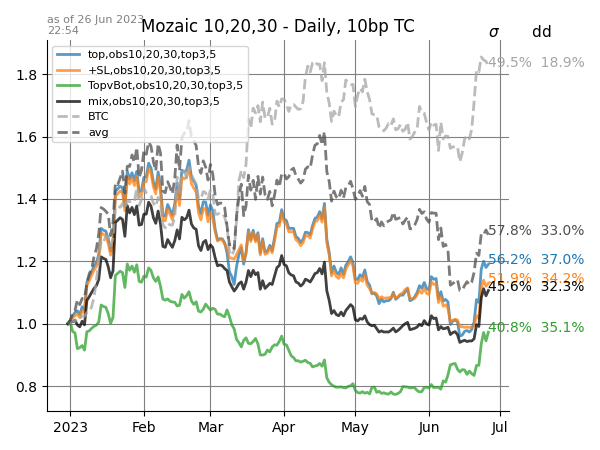 as of 26 Jun 2023
22:54
Mozaic 10,20,30 - Daily, 10bp TC
σ dd
top,obs10,20,30,top3,5
+SL,obs10,20,30,top3,5
TopvBot,obs10,20,30,top3,5
mix,obs10,20,30,top3,5
BTC
avg
49.5% 18.9%
57.8% 33.0%
56.2% 37.0%
51.9% 34.2%
45.6% 32.3%
40.8% 35.1%
1.8
1.6
1.4
1.2
1.0
0.8
2023 Feb Mar Apr May Jun Jul